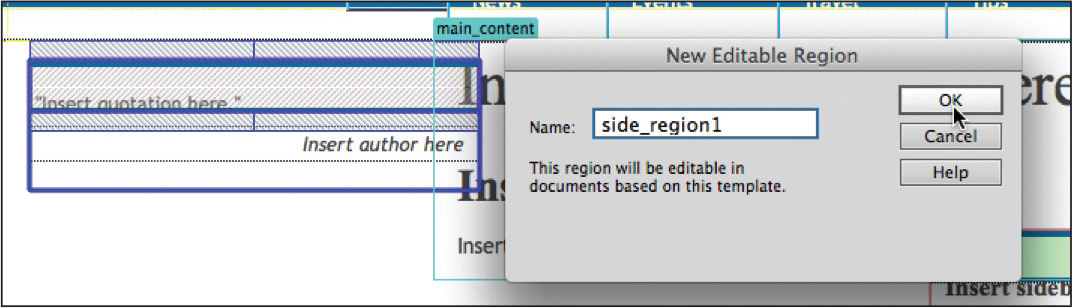 News Events Travel Tips
main_content
New Editable Region
In
ere
"Insert quotation here."
OK
Name: side_region1
Cancel
Insert author here
This region will be editable in
documents based on this template.
Help
Ins
Insert
Insert sideb